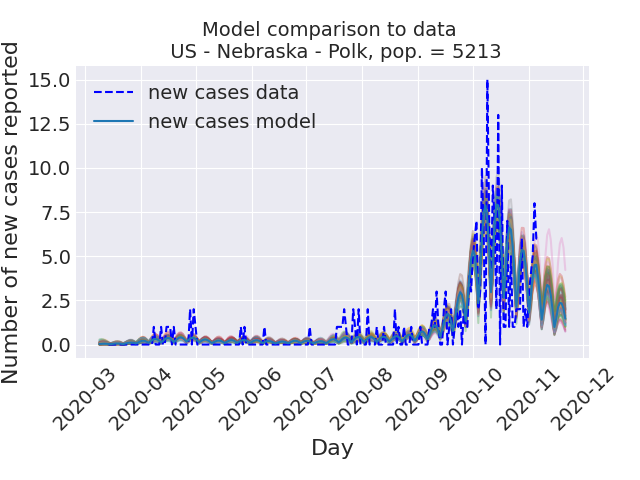 Model comparison to data
US - Nebraska - Polk, pop. = 5213
Number of new cases reported
15.0
12.5
10.0
7.5
5.0
2.5
0.0
new cases data
new cases model
2020-03
2020-04
2020-05
2020-06
2020-07
2020-08
2020-09
2020-10
2020-11
2020-12
Day